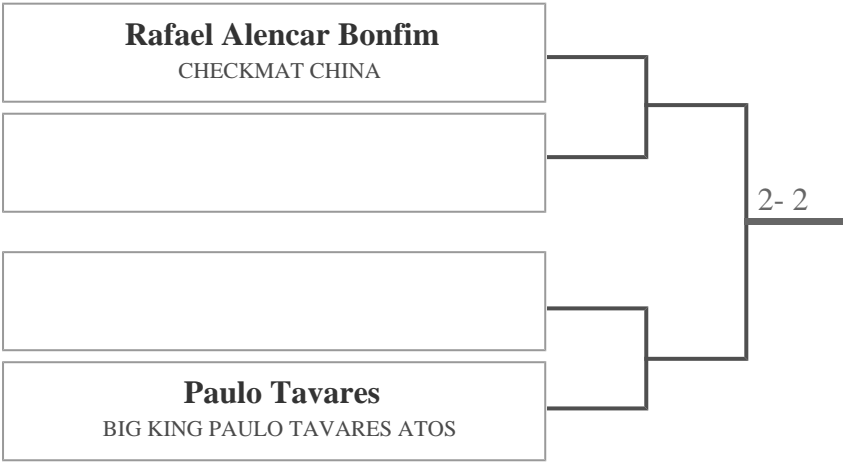 Rafael Alencar Bonfim
CHECKMAT CHINA
2- 2
Paulo Tavares
BIG KING PAULO TAVARES ATOS